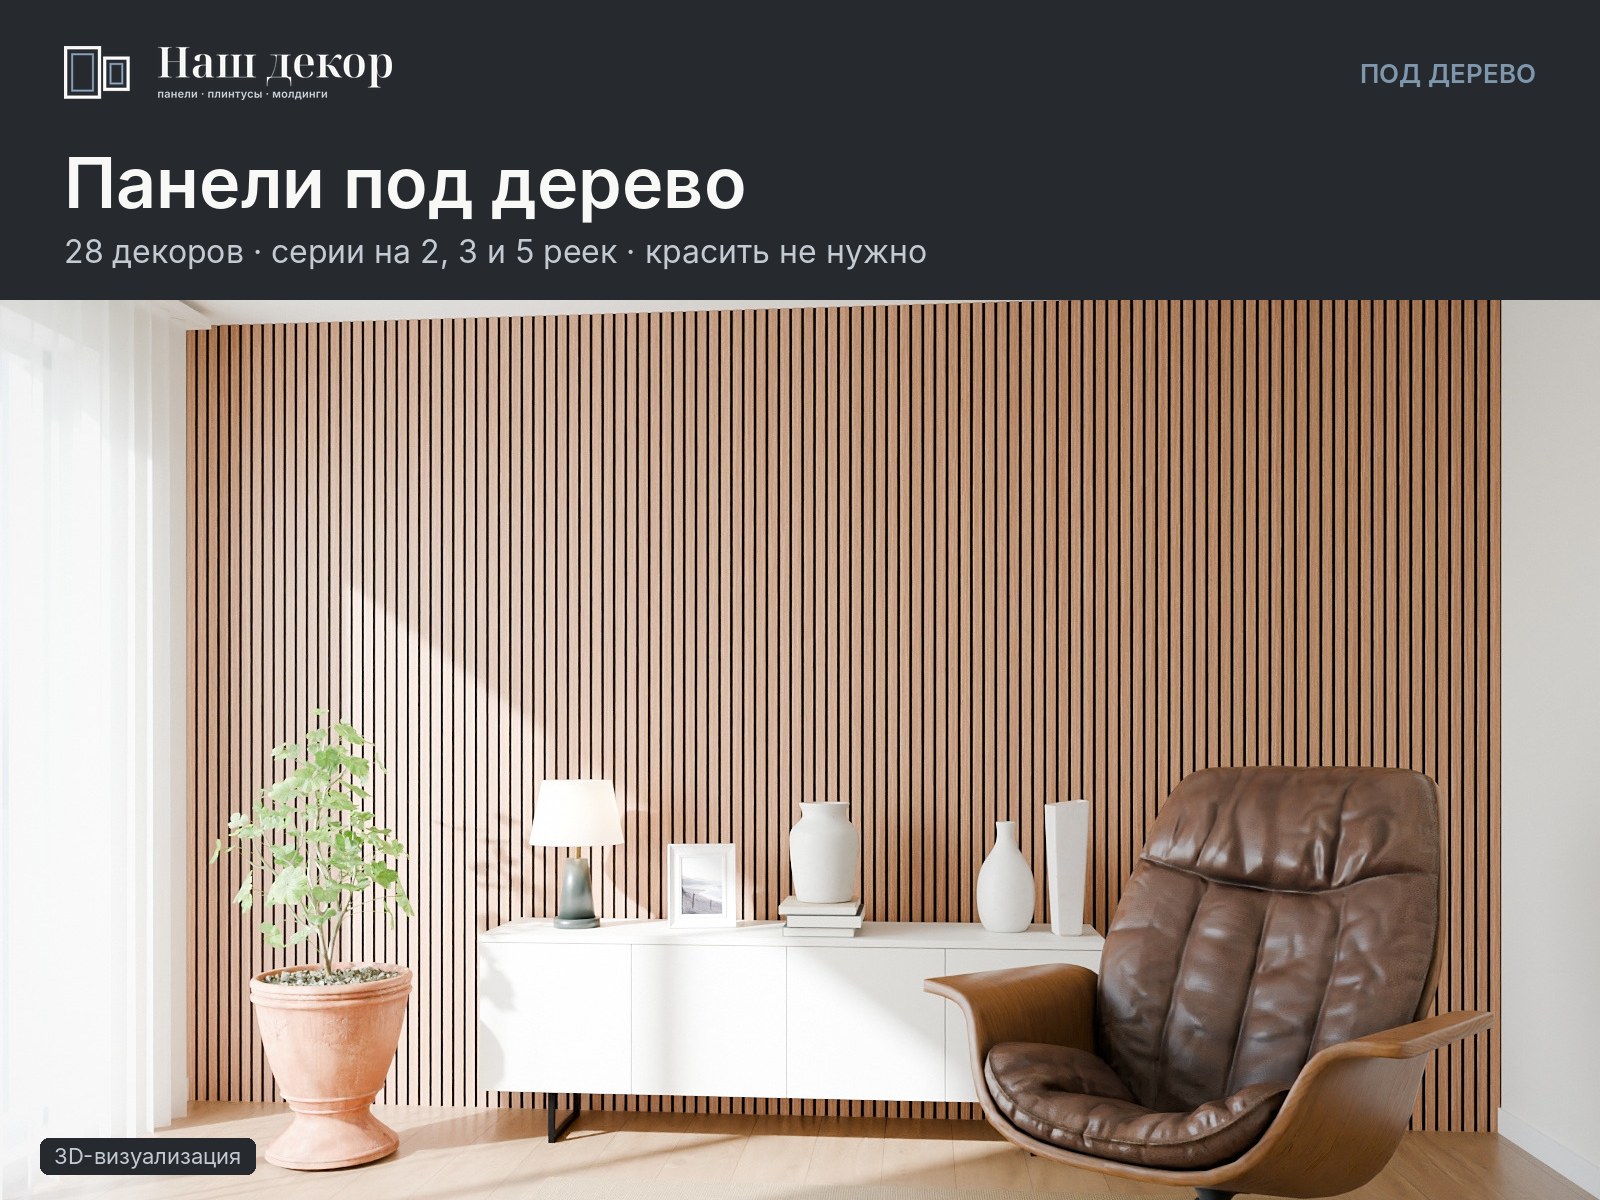 Наш декор
панели · плинтусы · молдинги
ПОД ДЕРЕВО
Панели под дерево
28 декоров · серии на 2, 3 и 5 реек · красить не нужно
3D-визуализация